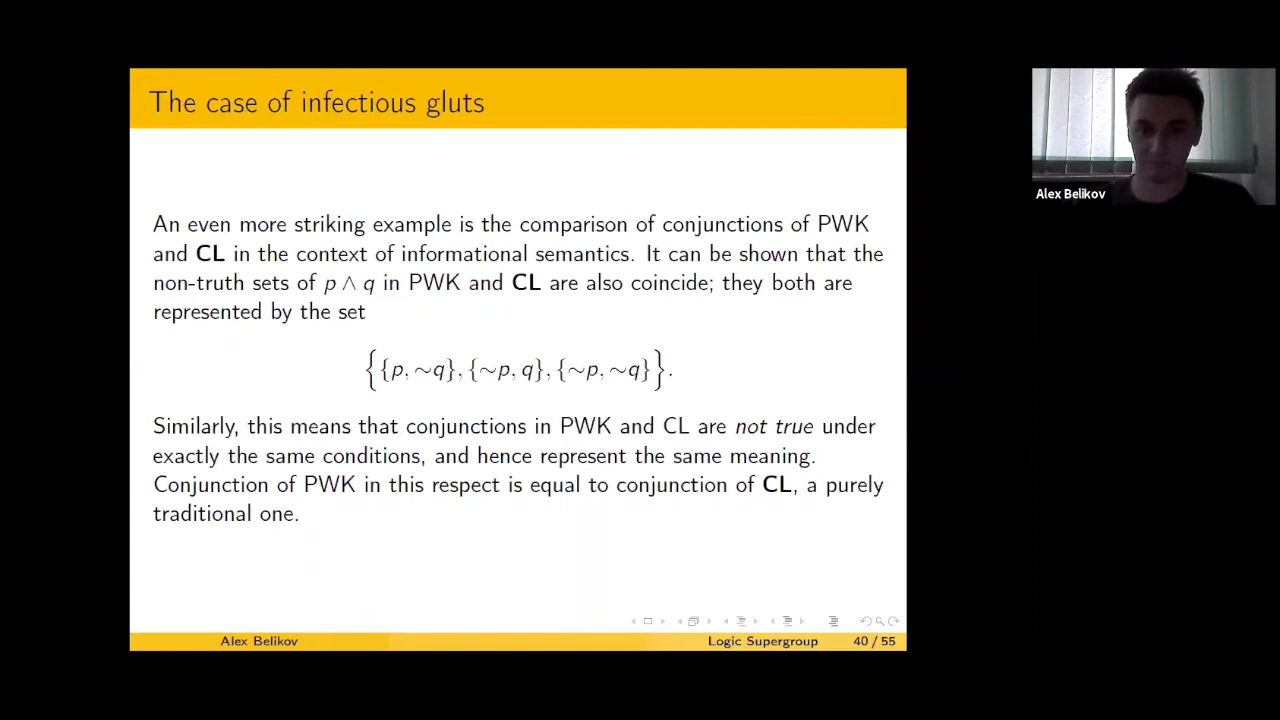 The case of infectious gluts
An even more striking example is the comparison of conjunctions of PWK
and CL in the context of informational semantics. It can be shown that the
non-truth sets of p ∧ q in PWK and CL are also coincide; they both are
represented by the set
{{p, ∼q}, {∼p, q}, {∼p, ∼q}}.
Similarly, this means that conjunctions in PWK and CL are not true under
exactly the same conditions, and hence represent the same meaning.
Conjunction of PWK in this respect is equal to conjunction of CL, a purely
traditional one.
Alex Belikov
Logic Supergroup
40 / 55
Alex Belikov